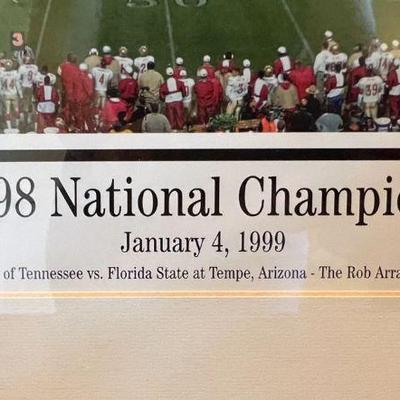 98 National Champio
January 4, 1999
of Tennessee vs. Florida State at Tempe, Arizona - The Rob Arra